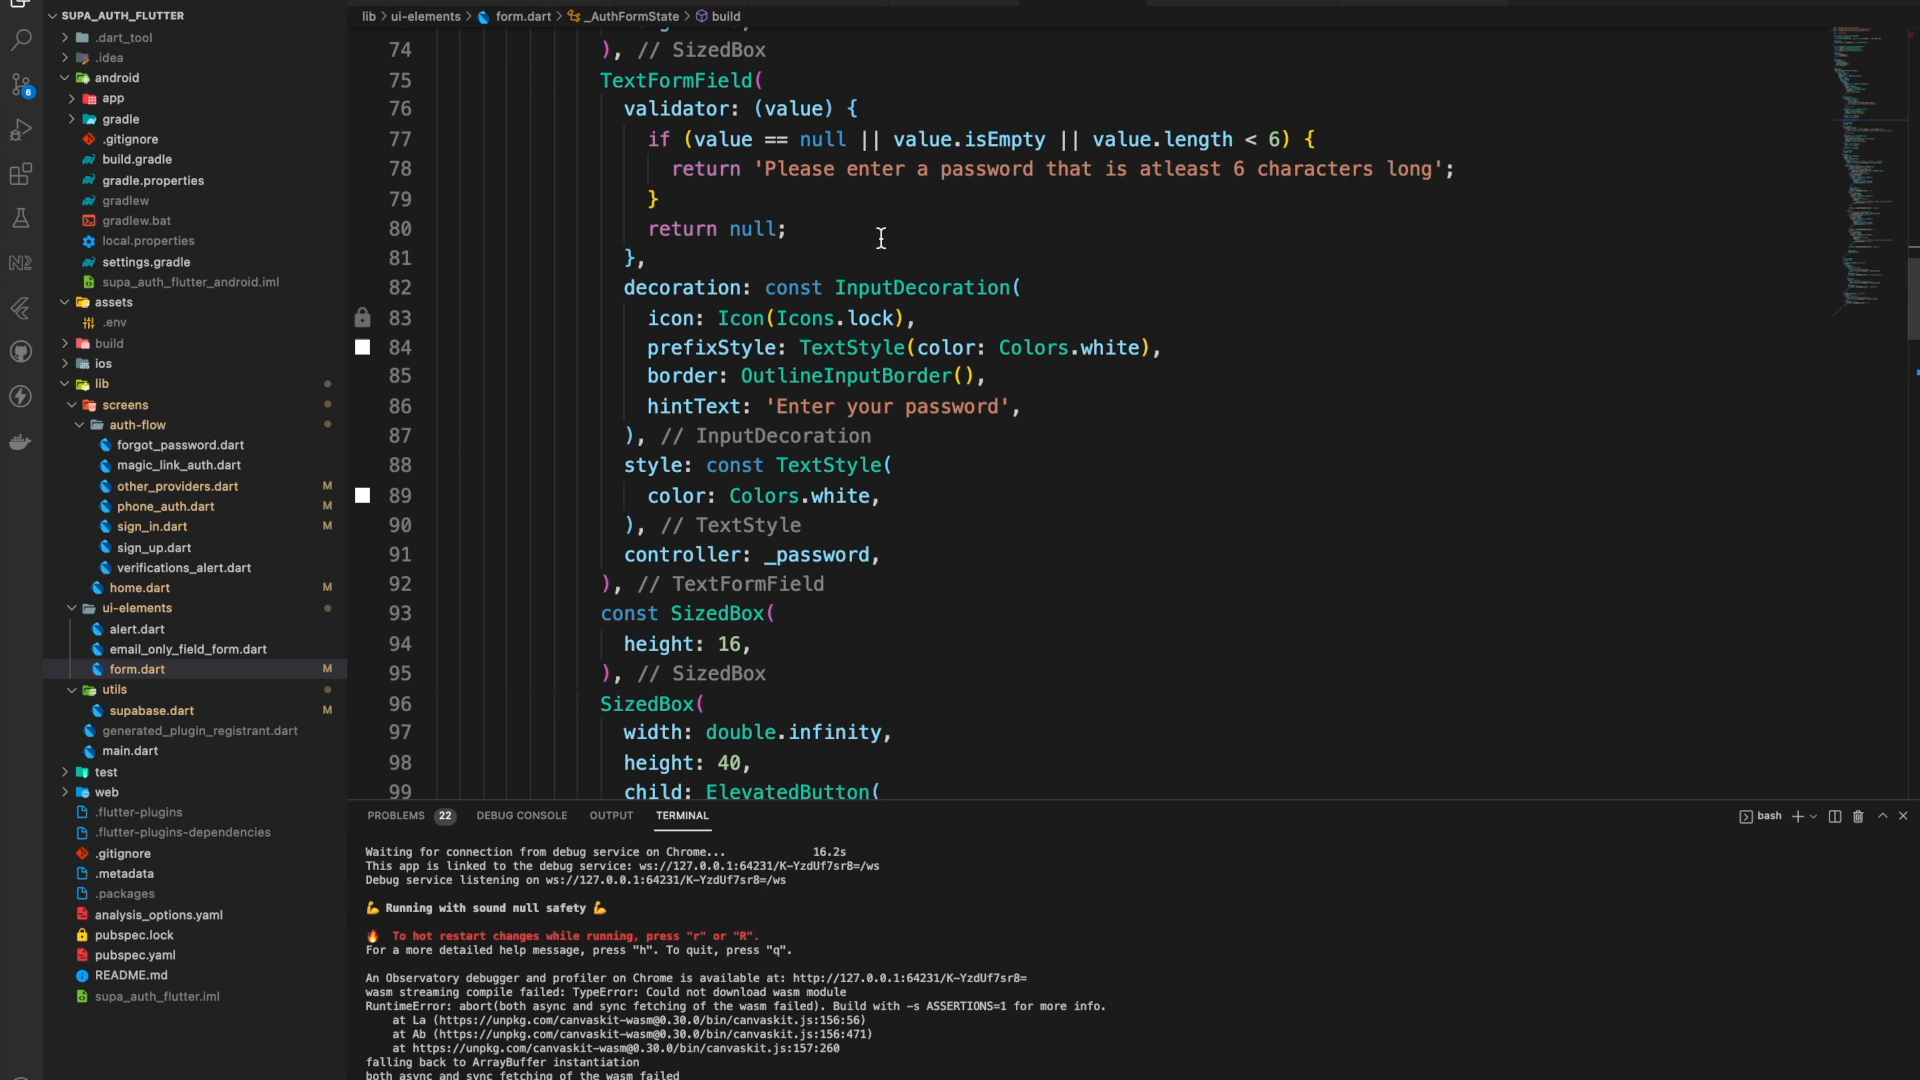 SUPA_AUTH_FLUTTER
.dart_tool
.idea
android
app
gradle
.gitignore
build.gradle
gradle.properties
gradlew
gradlew.bat
local.properties
settings.gradle
supa_auth_flutter_android.iml
assets
.env
build
ios
lib
screens
auth-flow
forgot_password.dart
magic_link_auth.dart
other_providers.dart M
phone_auth.dart M
sign_in.dart M
sign_up.dart
verifications_alert.dart
home.dart M
ui-elements
alert.dart
email_only_field_form.dart
form.dart M
utils
supabase.dart M
generated_plugin_registrant.dart
main.dart
test
web
.flutter-plugins
.flutter-plugins-dependencies
.gitignore
.metadata
.packages
analysis_options.yaml
pubspec.lock
pubspec.yaml
README.md
supa_auth_flutter.iml
6
N2
lib > ui-elements > form.dart > _AuthFormState > build
74 ), // SizedBox
75 TextFormField(
76 validator: (value) {
77 if (value == null || value.isEmpty || value.length < 6) {
78 return 'Please enter a password that is atleast 6 characters long';
79 }
80 return null;
81 },
82 decoration: const InputDecoration(
83 icon: Icon(Icons.lock),
84 prefixStyle: TextStyle(color: Colors.white),
85 border: OutlineInputBorder(),
86 hintText: 'Enter your password',
87 ), // InputDecoration
88 style: const TextStyle(
89 color: Colors.white,
90 ), // TextStyle
91 controller: _password,
92 ), // TextFormField
93 const SizedBox(
94 height: 16,
95 ), // SizedBox
96 SizedBox(
97 width: double.infinity,
98 height: 40,
99 child: ElevatedButton(
PROBLEMS 22 DEBUG CONSOLE OUTPUT TERMINAL bash
Waiting for connection from debug service on Chrome... 16.2s
This app is linked to the debug service: ws://127.0.0.1:64231/K-YzdUf7sr8=/ws
Debug service listening on ws://127.0.0.1:64231/K-YzdUf7sr8=/ws
💪 Running with sound null safety 💪
🔥 To hot restart changes while running, press "r" or "R".
For a more detailed help message, press "h". To quit, press "q".
An Observatory debugger and profiler on Chrome is available at: http://127.0.0.1:64231/K-YzdUf7sr8=
wasm streaming compile failed: TypeError: Could not download wasm module
RuntimeError: abort(both async and sync fetching of the wasm failed). Build with -s ASSERTIONS=1 for more info.
at La (https://unpkg.com/canvaskit-wasm@0.30.0/bin/canvaskit.js:156:56)
at Ab (https://unpkg.com/canvaskit-wasm@0.30.0/bin/canvaskit.js:156:471)
at https://unpkg.com/canvaskit-wasm@0.30.0/bin/canvaskit.js:157:260
falling back to ArrayBuffer instantiation
both async and sync fetching of the wasm failed